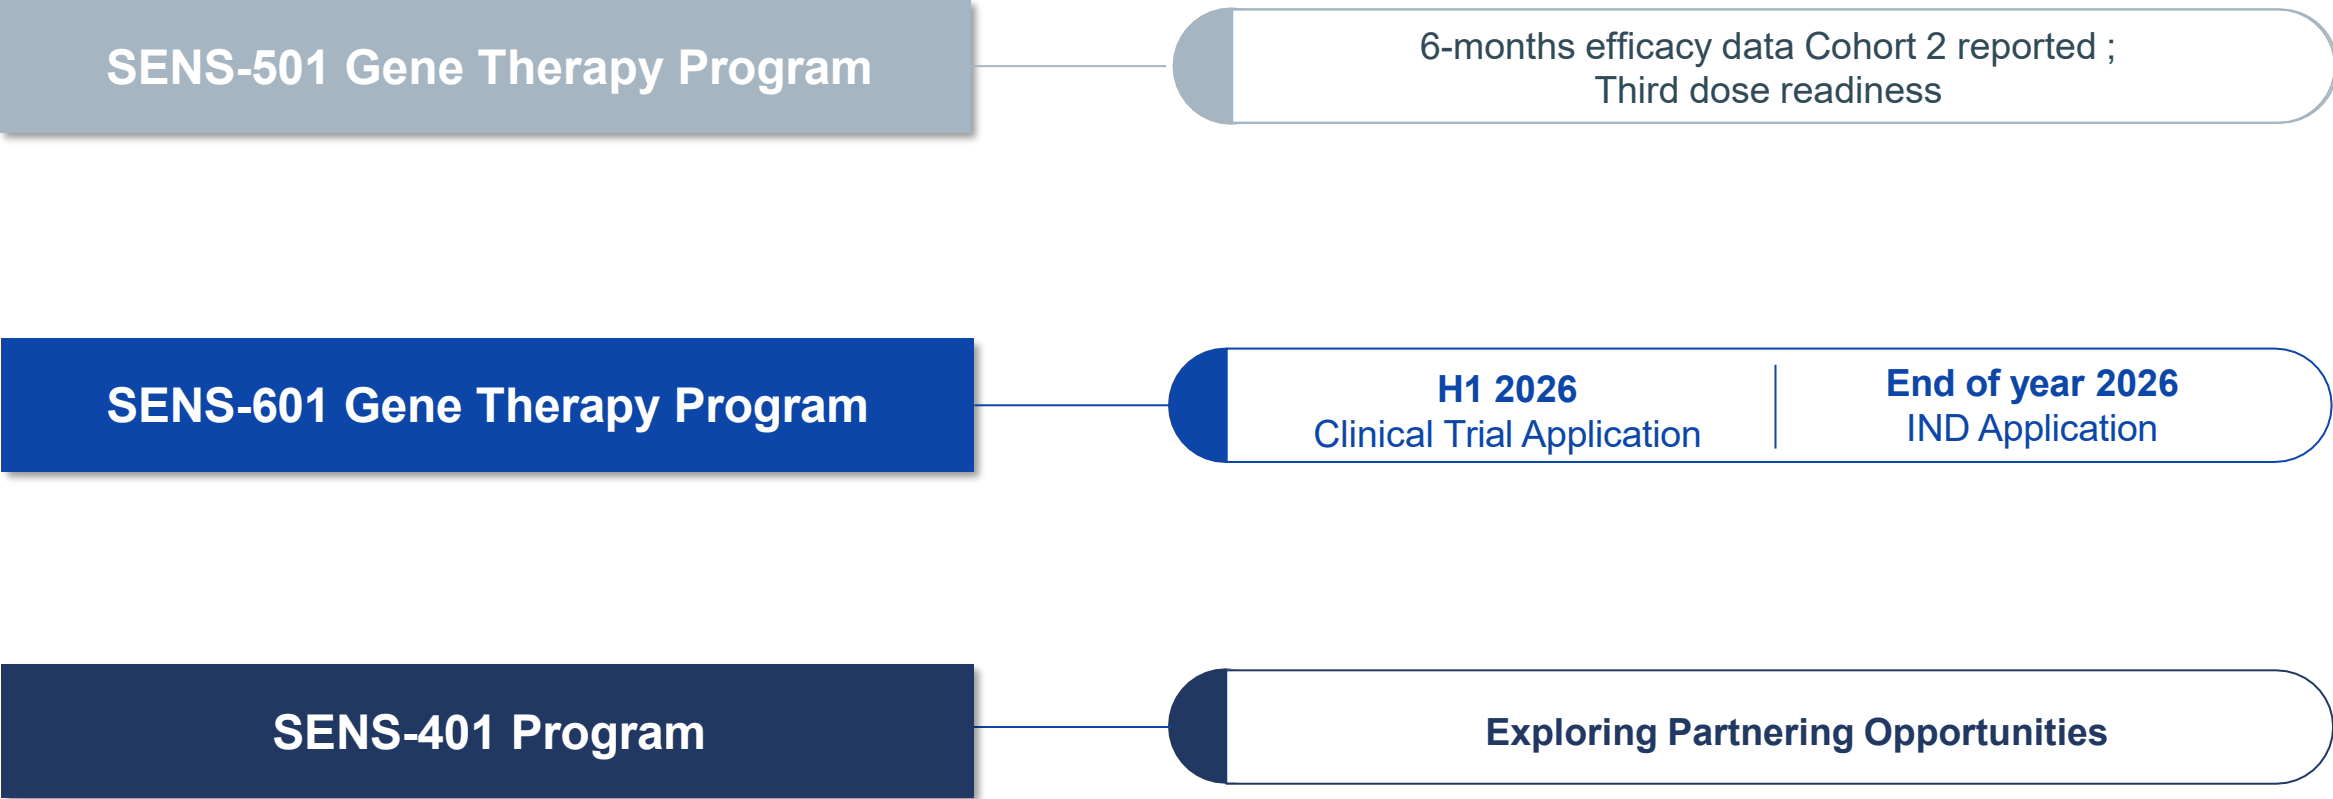 SENS-501 Gene Therapy Program
6-months efficacy data Cohort 2 reported ;
Third dose readiness
SENS-601 Gene Therapy Program
H1 2026
Clinical Trial Application
End of year 2026
IND Application
SENS-401 Program
Exploring Partnering Opportunities